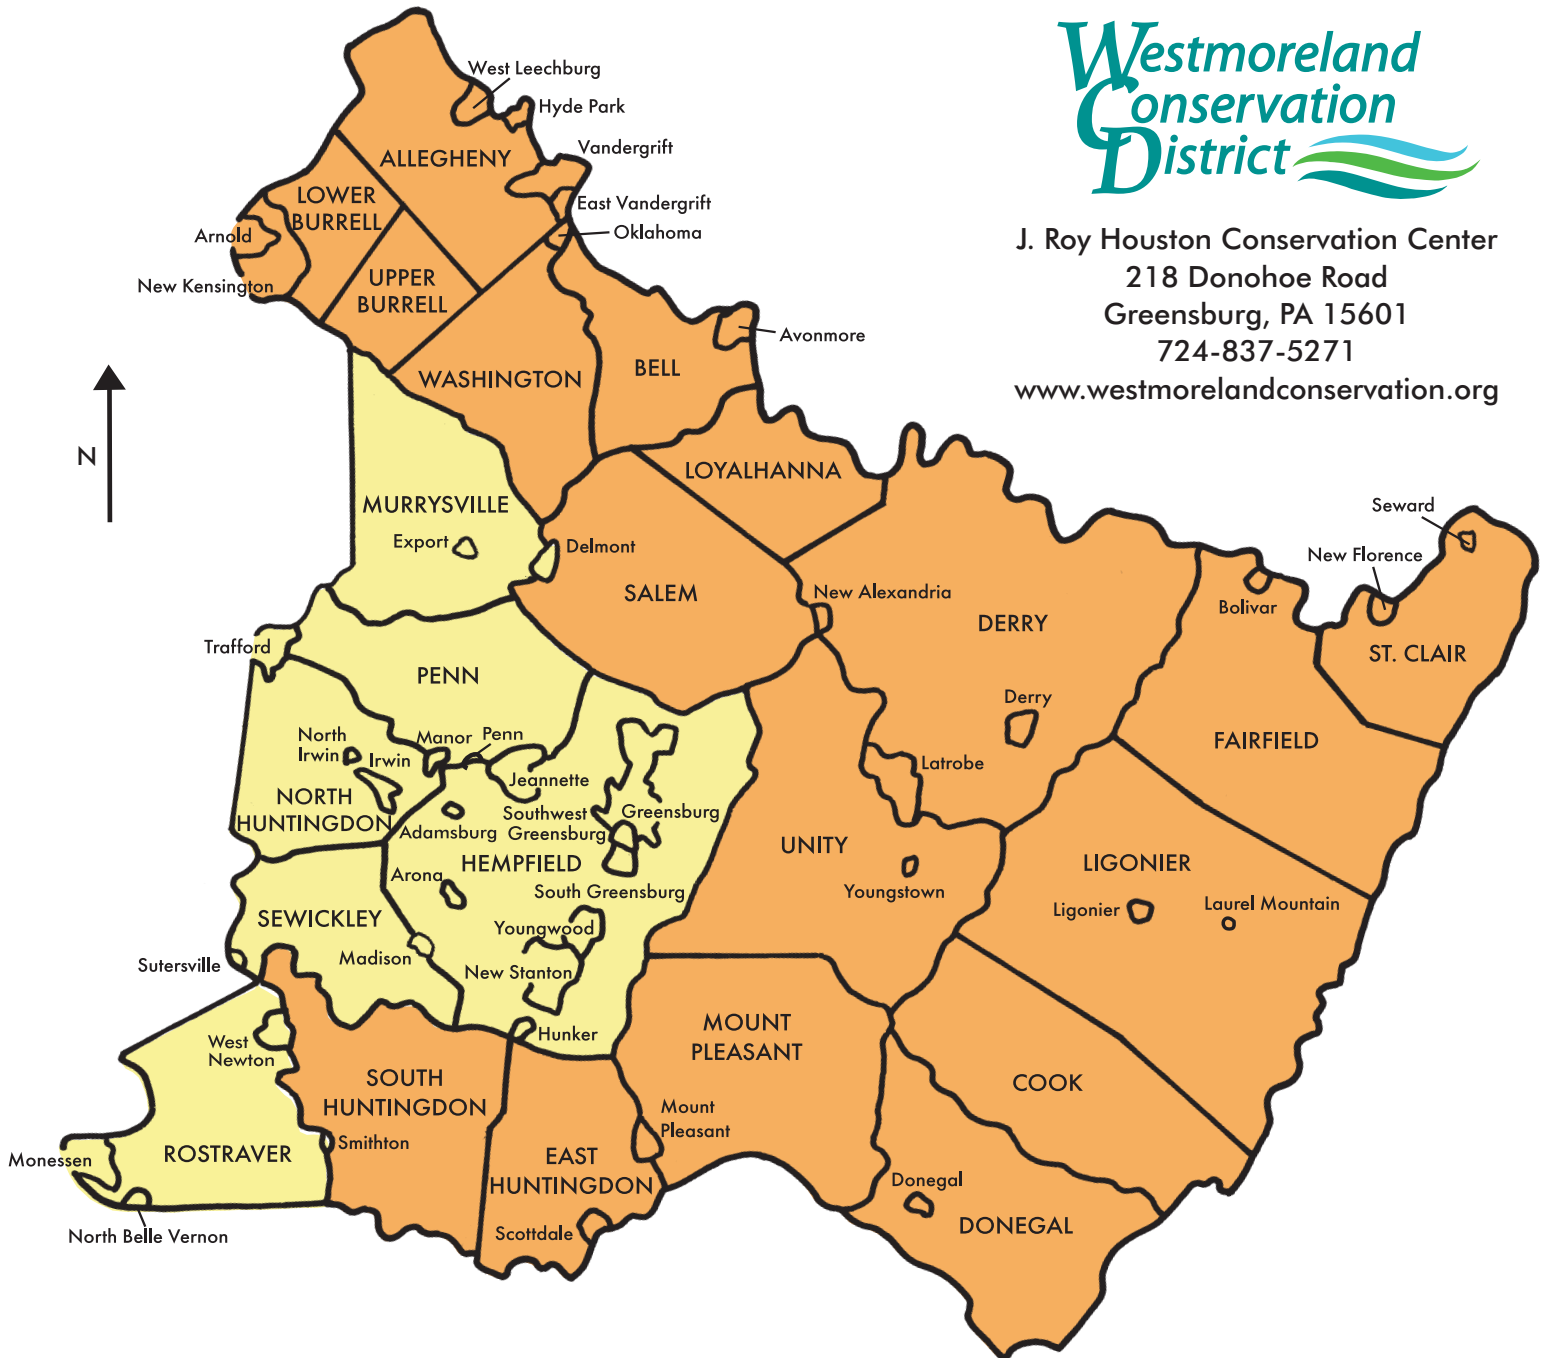 Westmoreland
Conservation
District
J. Roy Houston Conservation Center
218 Donohoe Road
Greensburg, PA 15601
724-837-5271
www.westmorelandconservation.org
N
West Leechburg
Hyde Park
ALLEGHENY
Vandergrift
LOWER
BURRELL
East Vandergrift
Oklahoma
Arnold
New Kensington
UPPER
BURRELL
Avonmore
WASHINGTON
BELL
LOYALHANNA
MURRYSVILLE
Export
Delmont
SALEM
New Alexandria
DERRY
Derry
Seward
New Florence
Bolivar
ST. CLAIR
FAIRFIELD
Trafford
PENN
North
Irwin
Irwin
Manor
Penn
Jeannette
NORTH
HUNTINGDON
Adamsburg
Southwest
Greensburg
Greensburg
HEMPFIELD
Arona
South Greensburg
Latrobe
UNITY
Youngstown
LIGONIER
Ligonier
Laurel Mountain
SEWICKLEY
Madison
Youngwood
New Stanton
Sutersville
Hunker
West
Newton
MOUNT
PLEASANT
COOK
SOUTH
HUNTINGDON
Smithton
Mount
Pleasant
ROSTRAVER
Monessen
North Belle Vernon
EAST
HUNTINGDON
Scottdale
Donegal
DONEGAL